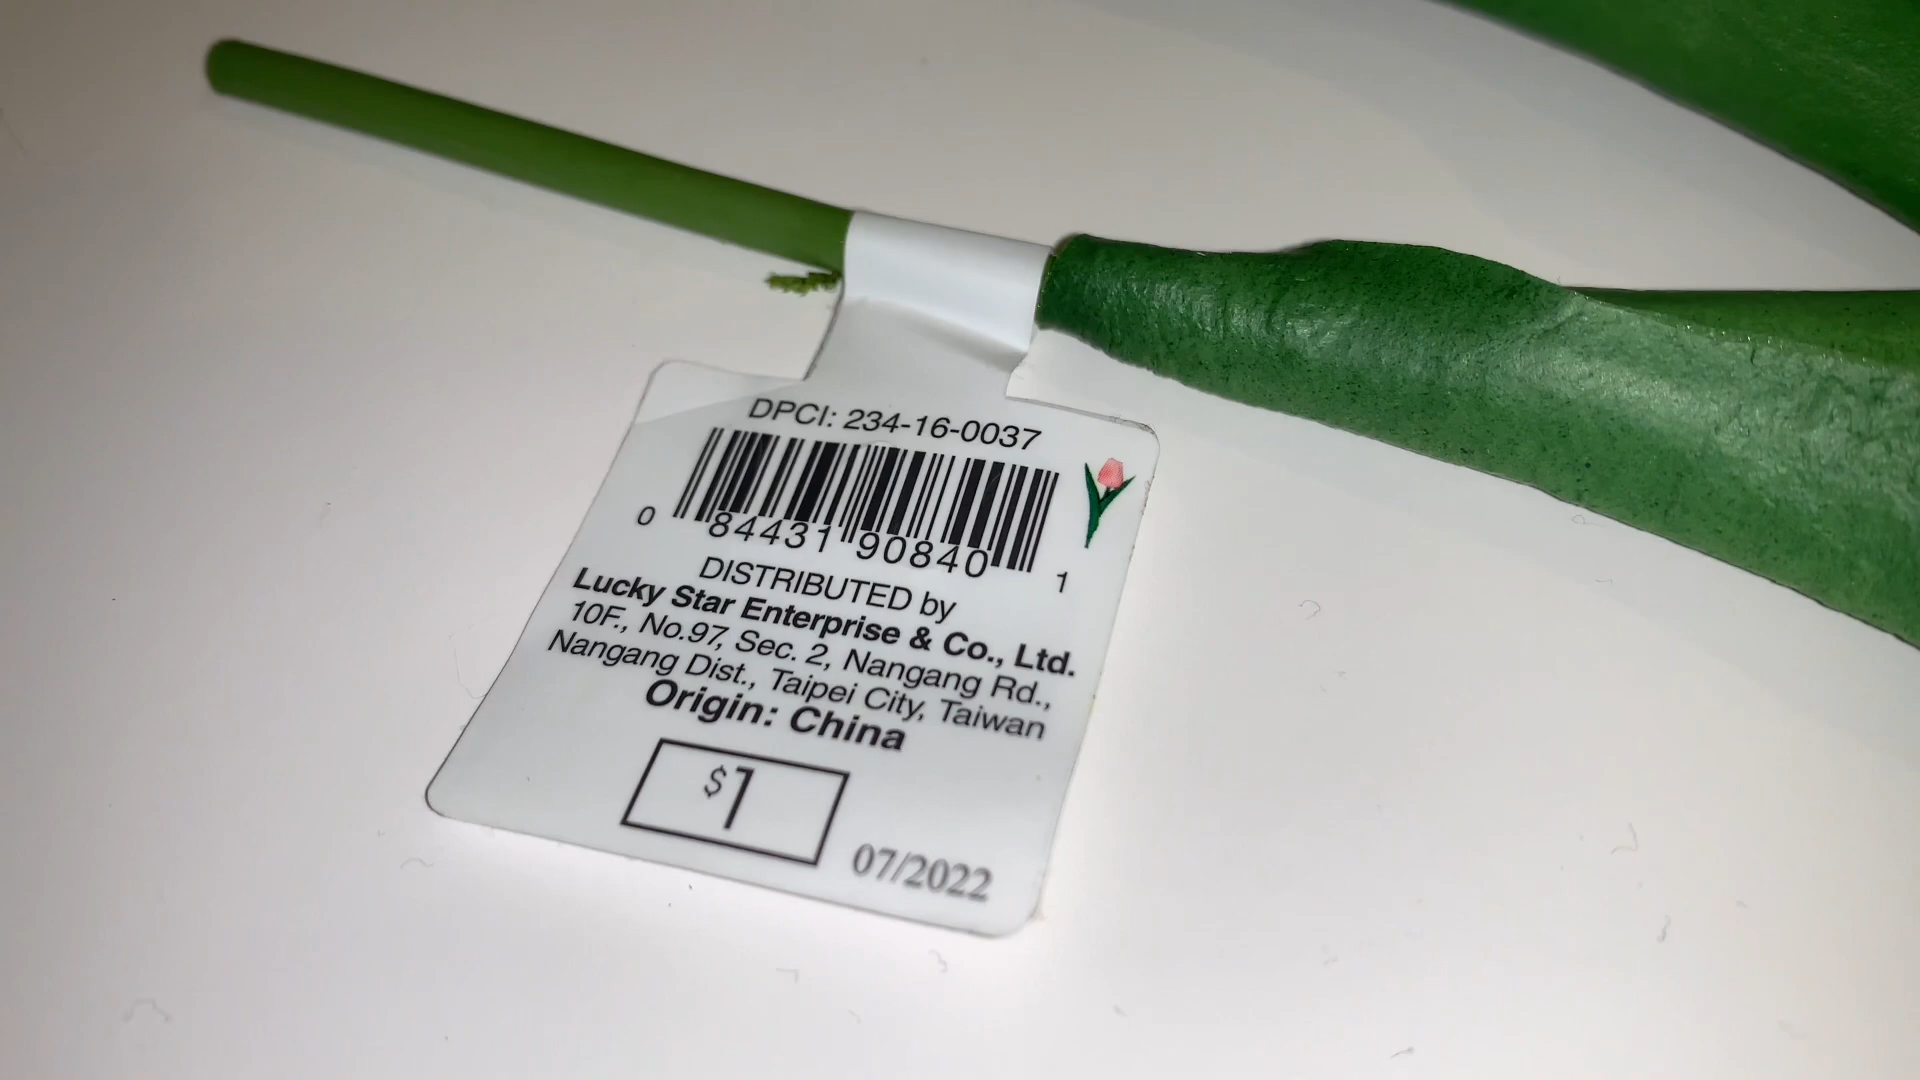 DPCI: 234-16-0037
0 84431 90840 1
DISTRIBUTED by
Lucky Star Enterprise & Co., Ltd.
10F., No.97, Sec. 2, Nangang Rd.,
Nangang Dist., Taipei City, Taiwan
Origin: China
$1
07/2022